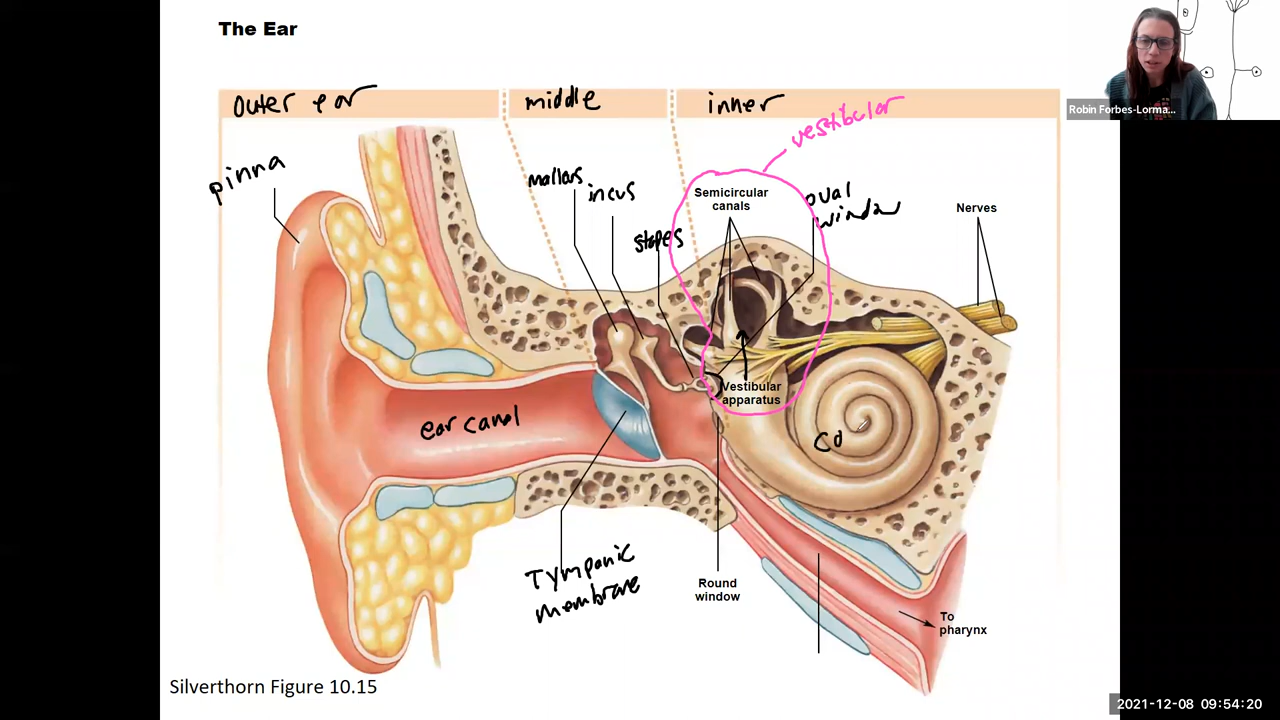 The Ear
Robin Forbes-Lorma...
outer ear
middle
inner
vestibular
pinna
mallars
incus
stapes
Semicircular
canals
oval
window
Nerves
Vestibular
apparatus
ear canal
co
Tympanic
membrane
Round
window
To
pharynx
Silverthorn Figure 10.15
2021-12-08 09:54:20